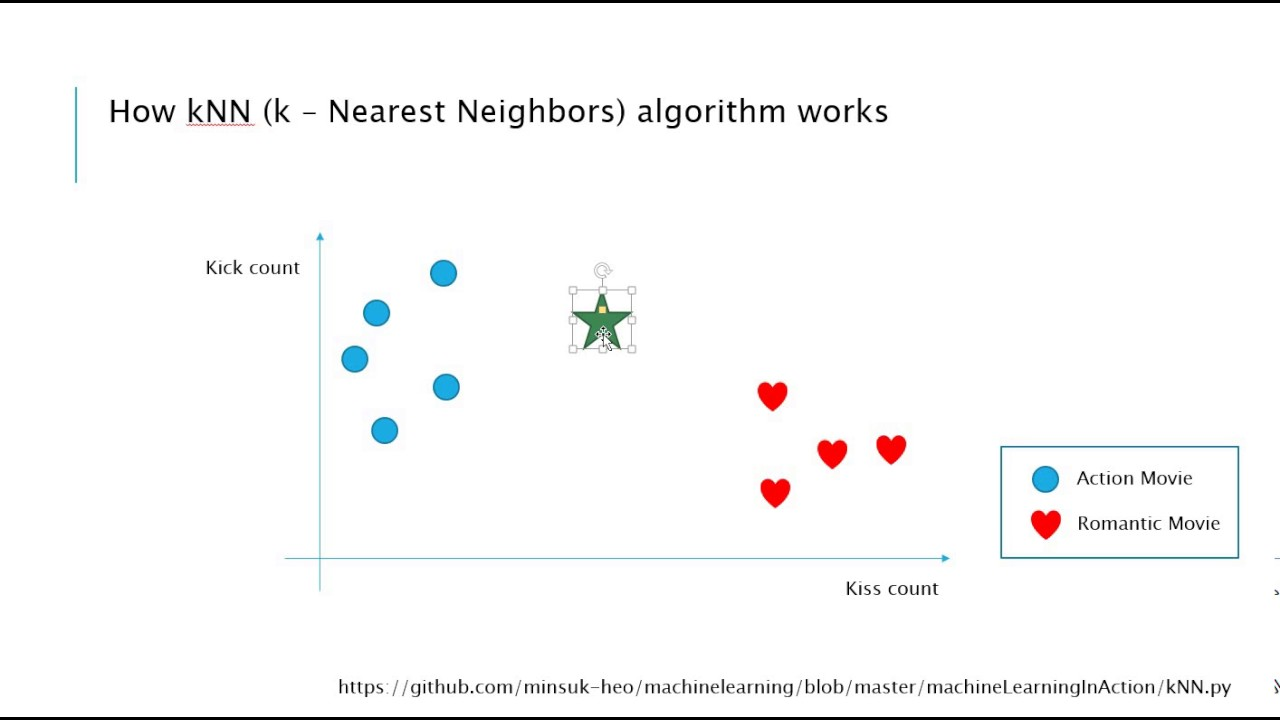 How kNN (k – Nearest Neighbors) algorithm works
Kick count
Action Movie
Romantic Movie
Kiss count
https://github.com/minsuk-heo/machinelearning/blob/master/machineLearningInAction/kNN.py